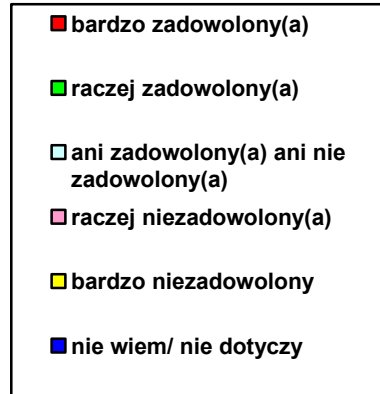 bardzo zadowolony(a)
raczej zadowolony(a)
ani zadowolony(a) ani nie
zadowolony(a)
raczej niezadowolony(a)
bardzo niezadowolony
nie wiem/ nie dotyczy